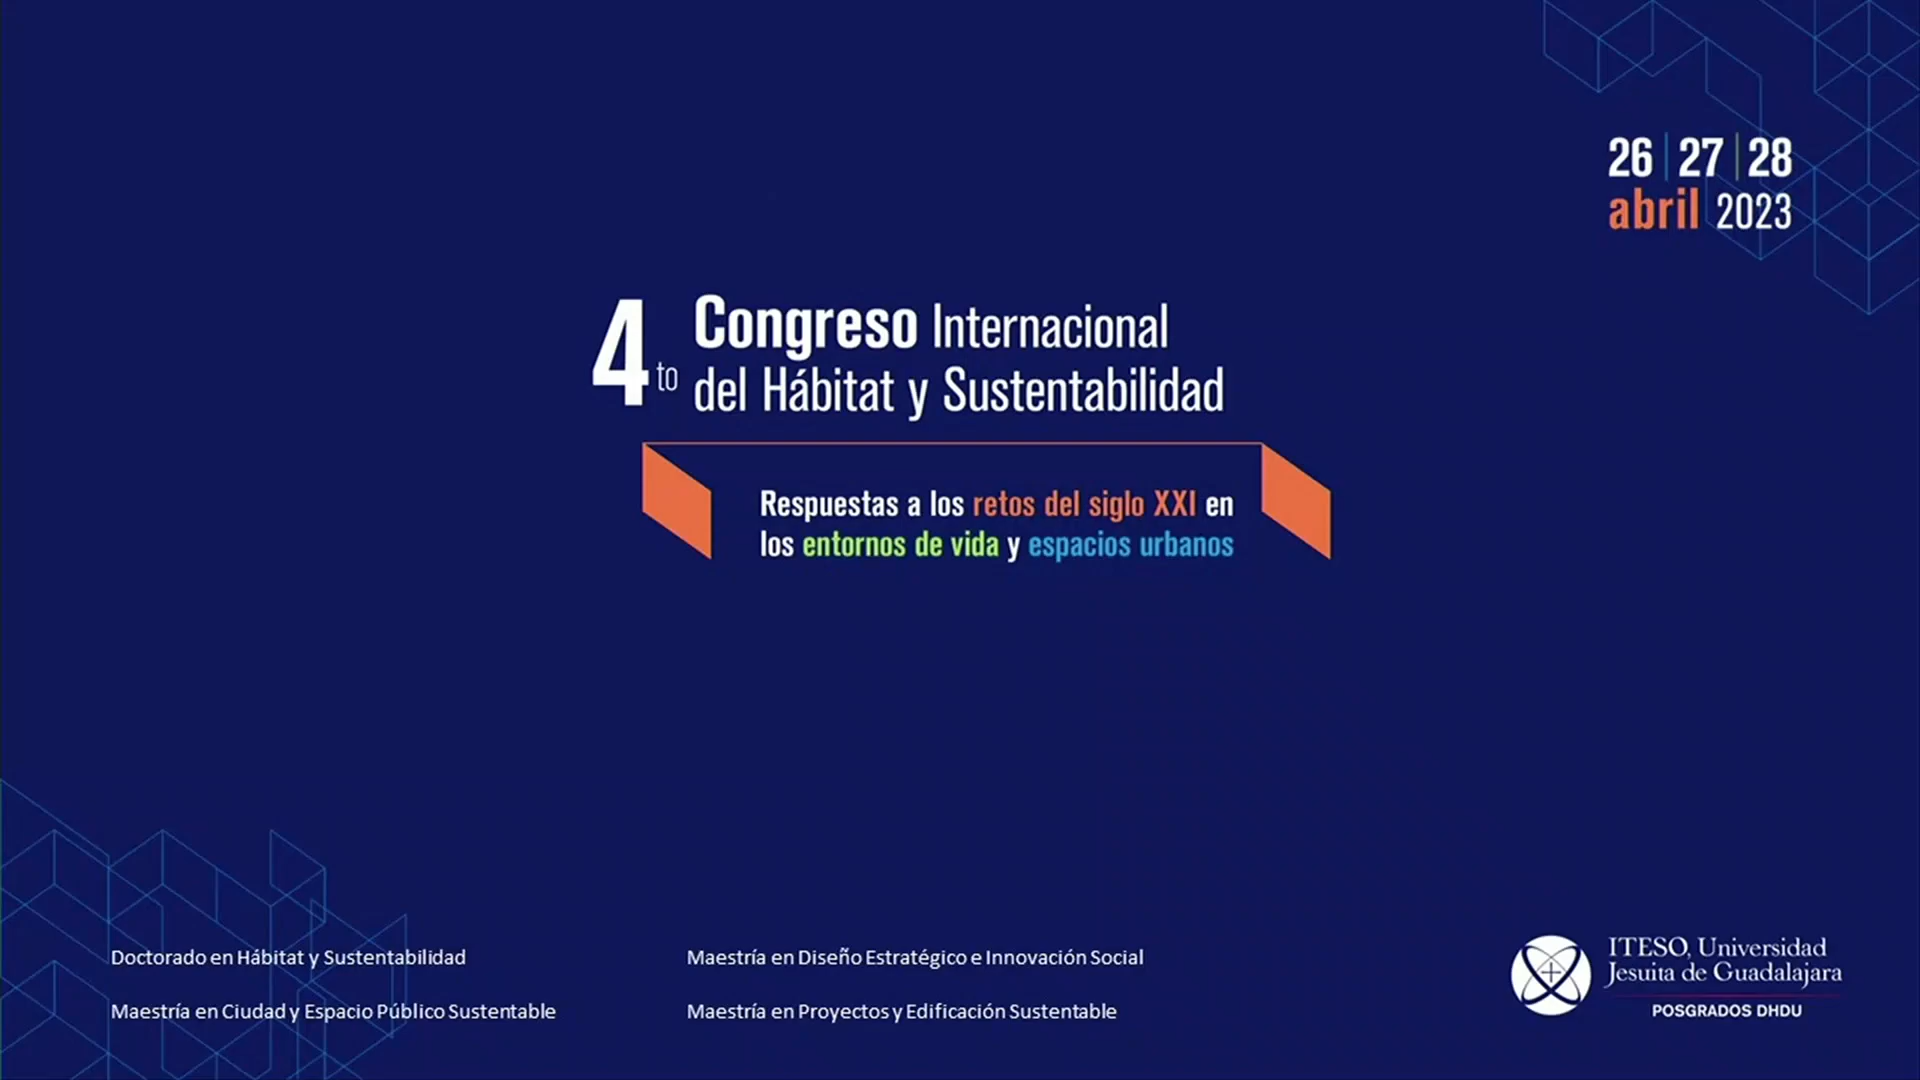 26 | 27 | 28
abril 2023
4to Congreso Internacional
del Hábitat y Sustentabilidad
Respuestas a los retos del siglo XXI en
los entornos de vida y espacios urbanos
Doctorado en Hábitat y Sustentabilidad
Maestría en Ciudad y Espacio Público Sustentable
Maestría en Diseño Estratégico e Innovación Social
Maestría en Proyectos y Edificación Sustentable
ITESO, Universidad
Jesuita de Guadalajara
POSGRADOS DHDU